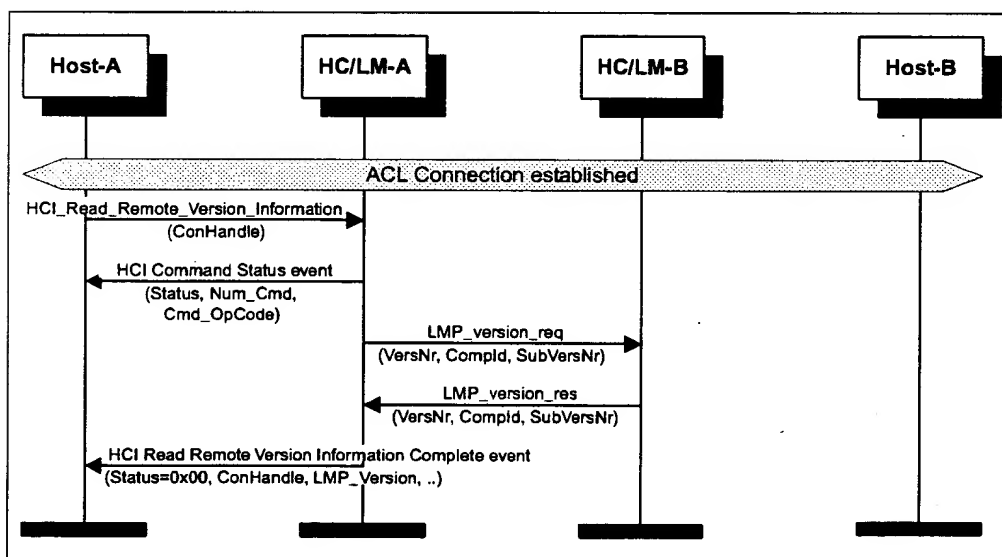 Host-A
HC/LM-A
HC/LM-B
Host-B
ACL Connection established
HCI_Read_Remote_Version_Information
(ConHandle)
HCI Command Status event
(Status, Num_Cmd,
Cmd_OpCode)
LMP_version_req
(VersNr, CompId, SubVersNr)
LMP_version_res
(VersNr, CompId, SubVersNr)
HCI Read Remote Version Information Complete event
(Status=0x00, ConHandle, LMP_Version, ..)